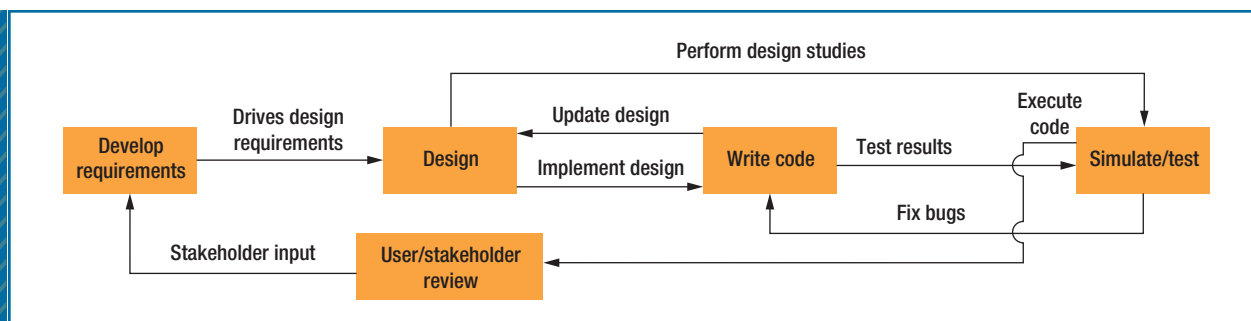 Perform design studies
Drives design
requirements
Update design
Execute
code
Develop
requirements
Design
Write code
Test results
Simulate/test
Implement design
Fix bugs
Stakeholder input
User/stakeholder
review